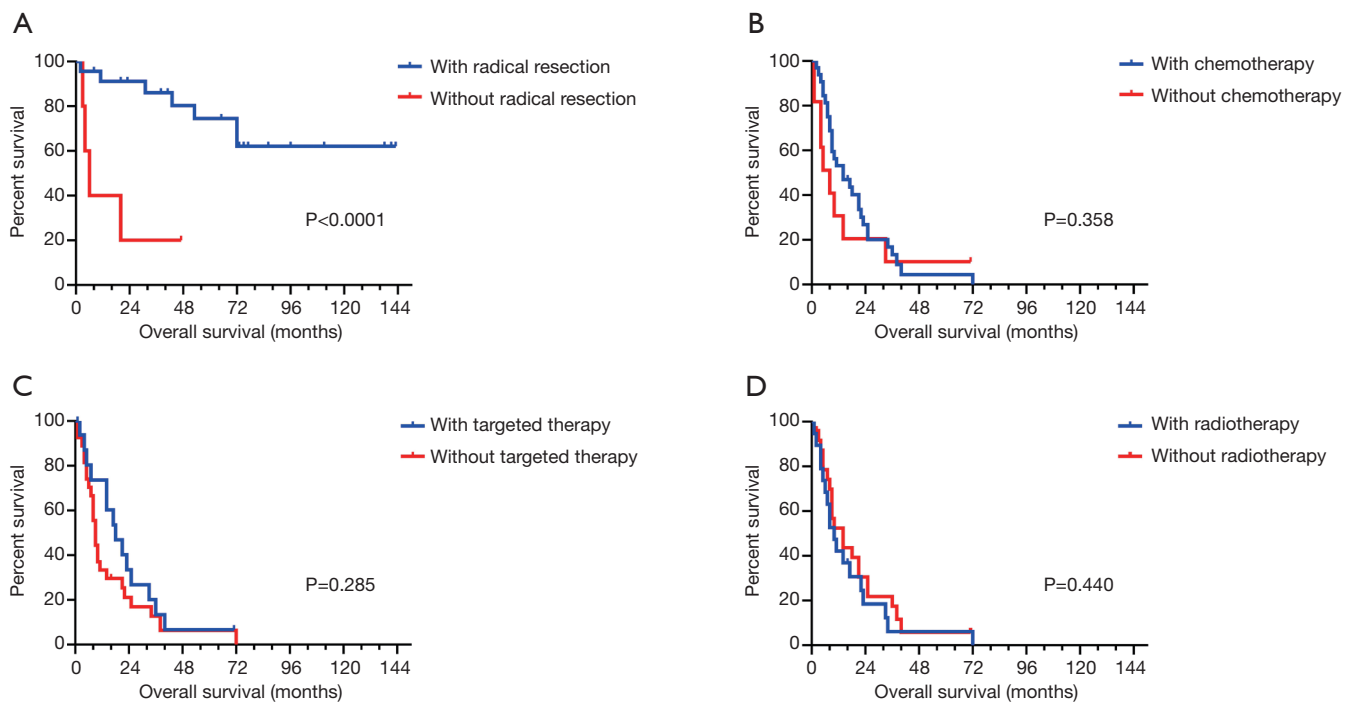 A
100
80
60
40
20
0
Percent survival
With radical resection
Without radical resection
P<0.0001
0 24 48 72 96 120 144
Overall survival (months)
B
100
80
60
40
20
0
Percent survival
With chemotherapy
Without chemotherapy
P=0.358
0 24 48 72 96 120 144
Overall survival (months)
C
100
80
60
40
20
0
Percent survival
With targeted therapy
Without targeted therapy
P=0.285
0 24 48 72 96 120 144
Overall survival (months)
D
100
80
60
40
20
0
Percent survival
With radiotherapy
Without radiotherapy
P=0.440
0 24 48 72 96 120 144
Overall survival (months)